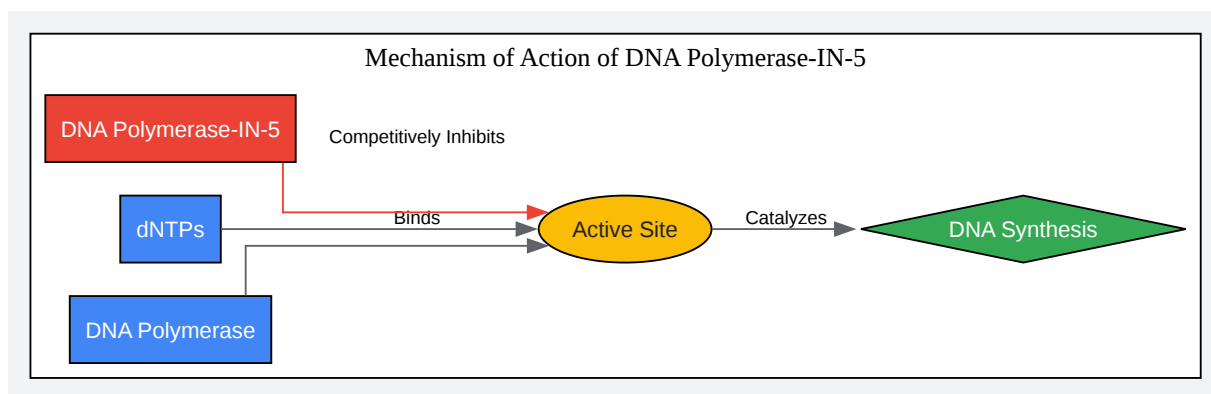 Mechanism of Action of DNA Polymerase-IN-5
DNA Polymerase-IN-5
Competitively Inhibits
dNTPs
Binds
Active Site
Catalyzes
DNA Synthesis
DNA Polymerase